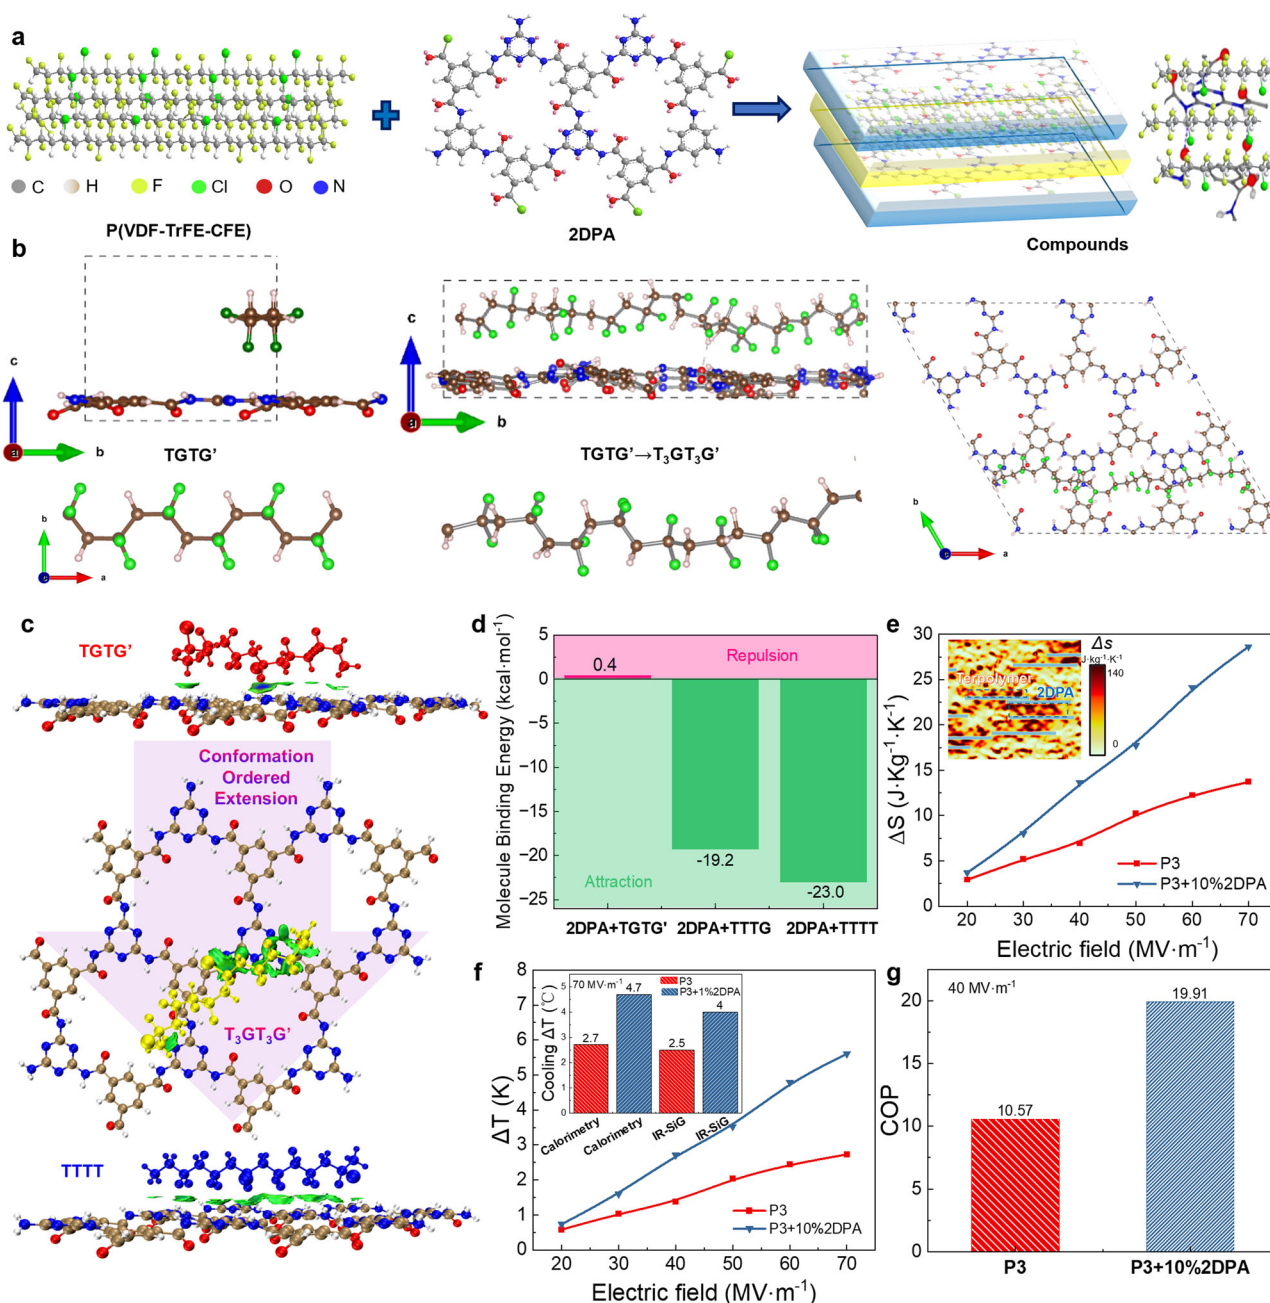 a
C H F Cl O N
P(VDF-TrFE-CFE)
2DPA
Compounds
b
c
a
b
TGTG'
b
a
c
a
b
TGTG'→T₃GT₃G'
b
a
c
TGTG'
Conformation
Ordered
Extension
T₃GT₃G'
TTTT
d
Molecule Binding Energy (kcal·mol⁻¹)
5
0
−5
−10
−15
−20
−25
Repulsion
0.4
-19.2
-23.0
Attraction
2DPA+TGTG' 2DPA+TTTG 2DPA+TTTT
e
ΔS (J·Kg⁻¹·K⁻¹)
30
25
20
15
10
5
0
Δs
J·kg⁻¹·K⁻¹
140
0
Terpolymer
2DPA
P3
P3+10%2DPA
20 30 40 50 60 70
Electric field (MV·m⁻¹)
f
ΔT (K)
8
7
6
5
4
3
2
1
0
70 MV·m⁻¹
P3
P3+1%2DPA
Cooling ΔT (℃)
5
4
3
2
1
0
2.7
4.7
2.5
4
Calorimetry Calorimetry IR-SiG IR-SiG
P3
P3+10%2DPA
20 30 40 50 60 70
Electric field (MV·m⁻¹)
g
40 MV·m⁻¹
COP
20
10
0
10.57
19.91
P3 P3+10%2DPA